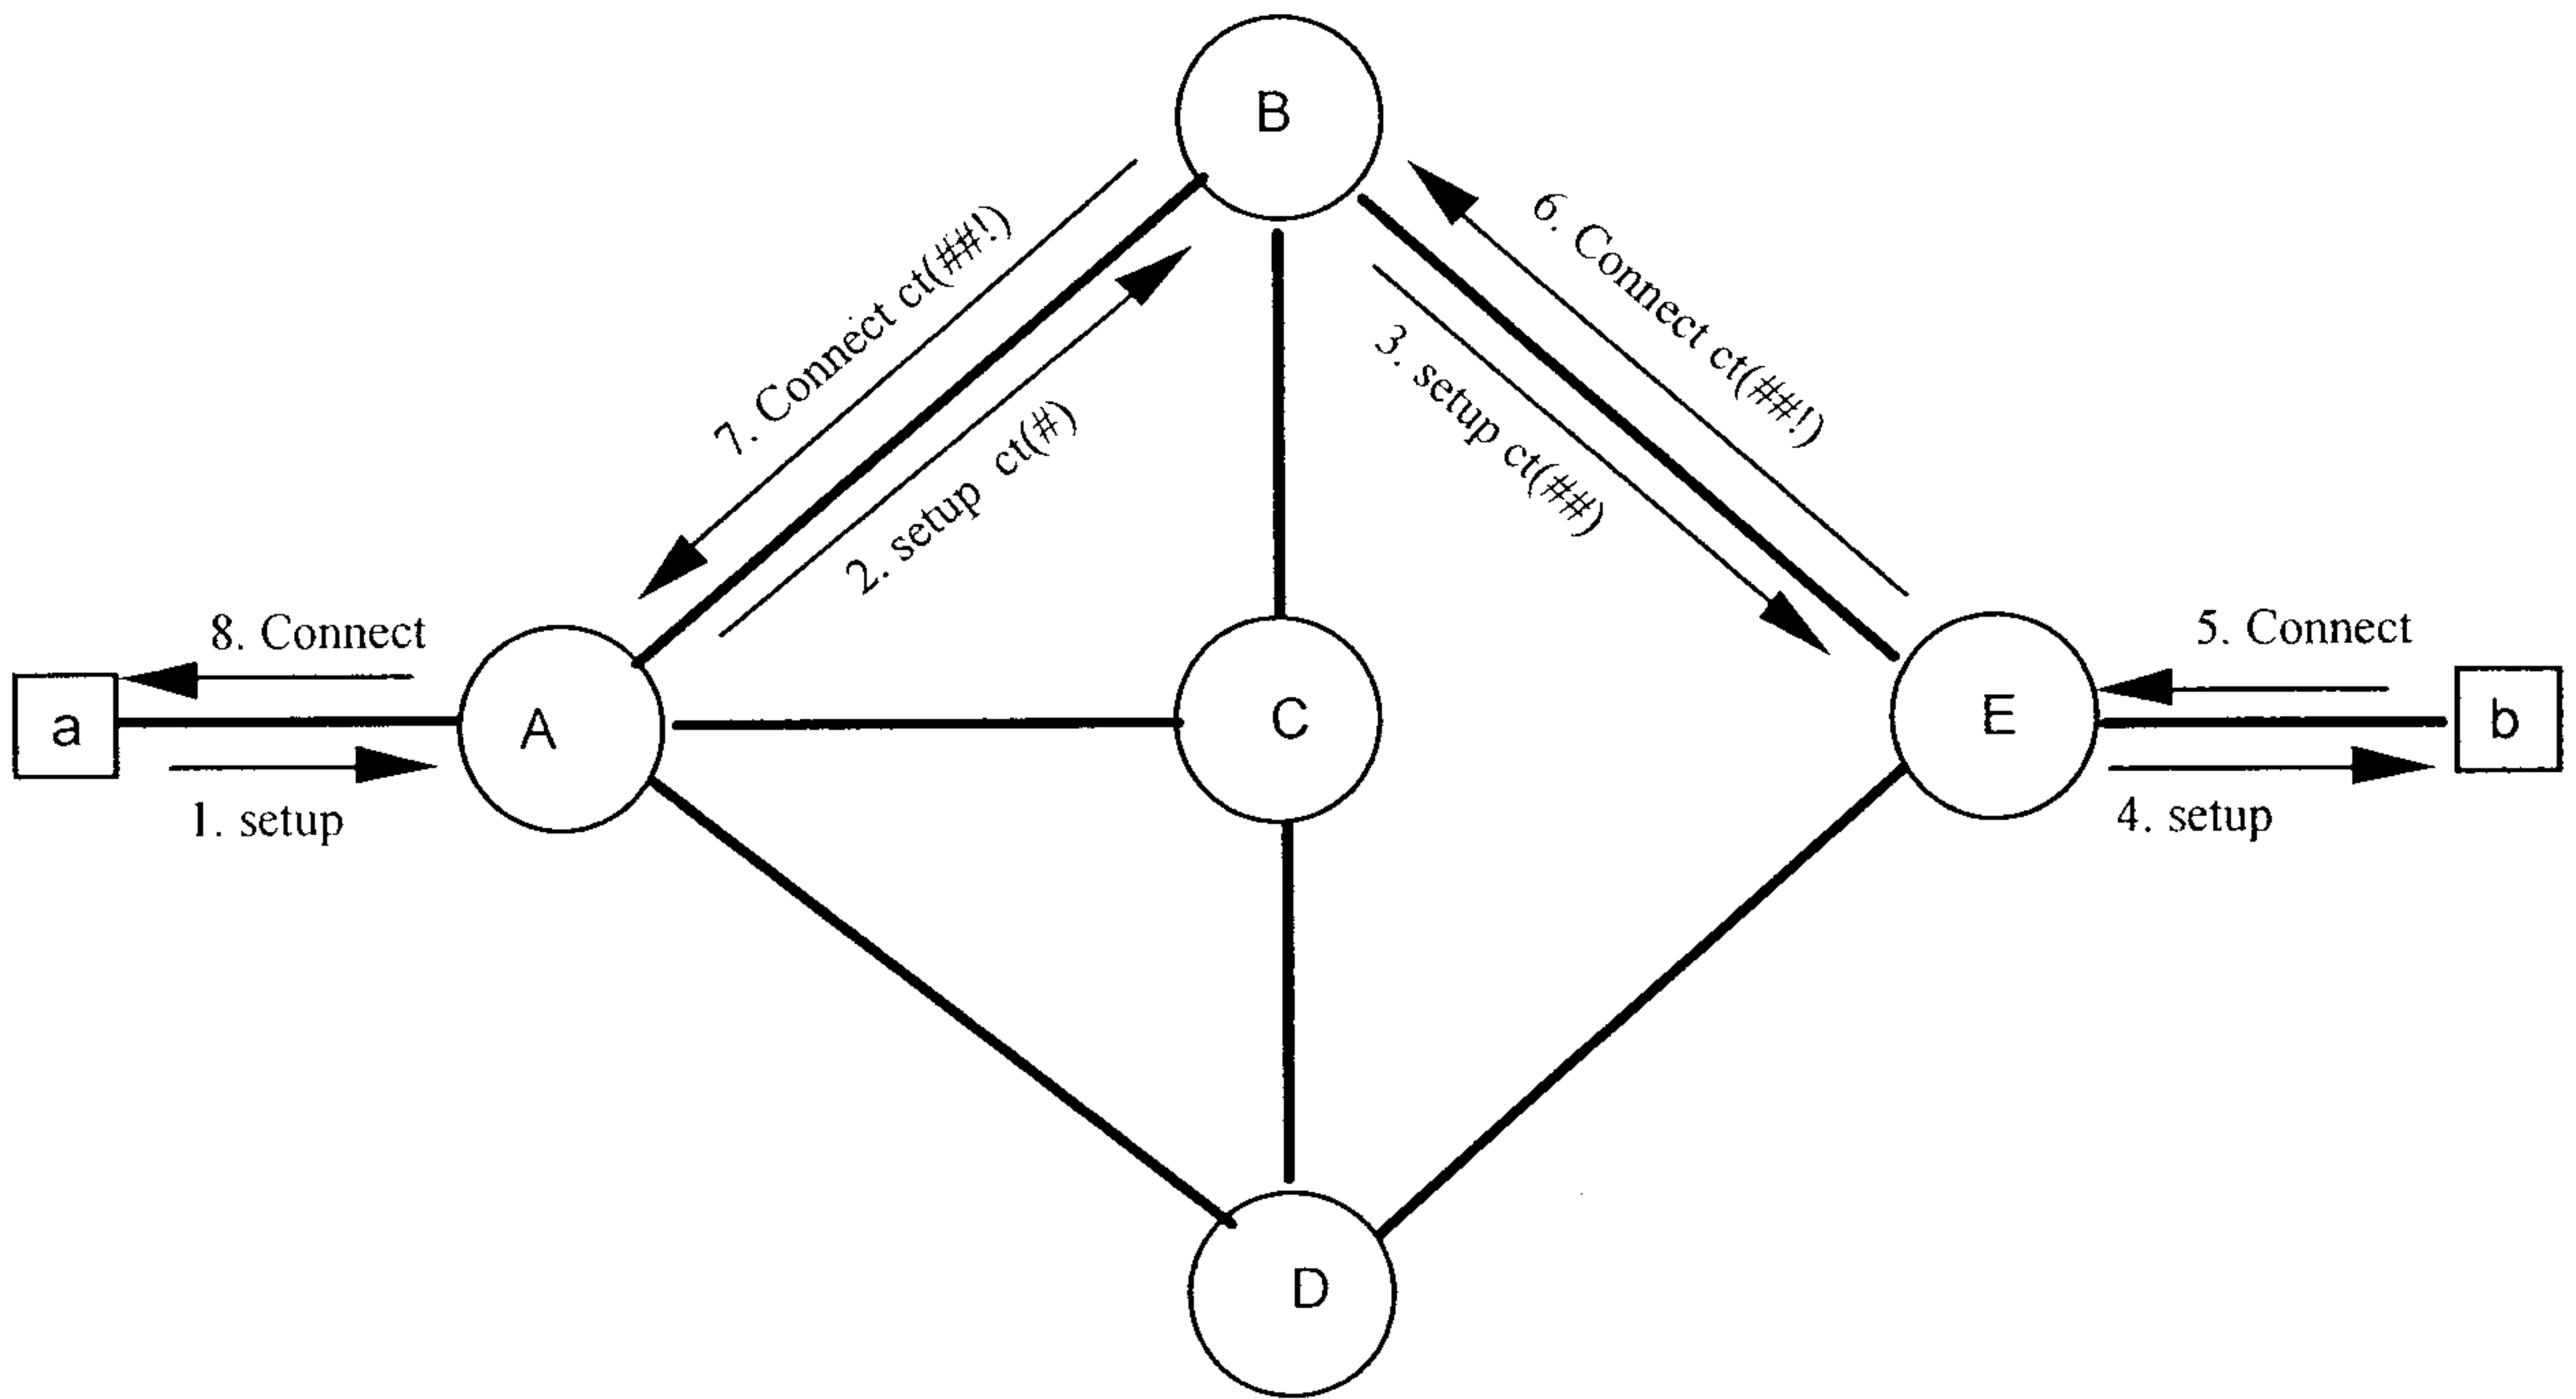 B
7. Connect ct(##!)
2. setup ct(#)
6. Connect ct(##!)
3. setup ct(##)
8. Connect
a
A
1. setup
C
E
5. Connect
b
4. setup
D